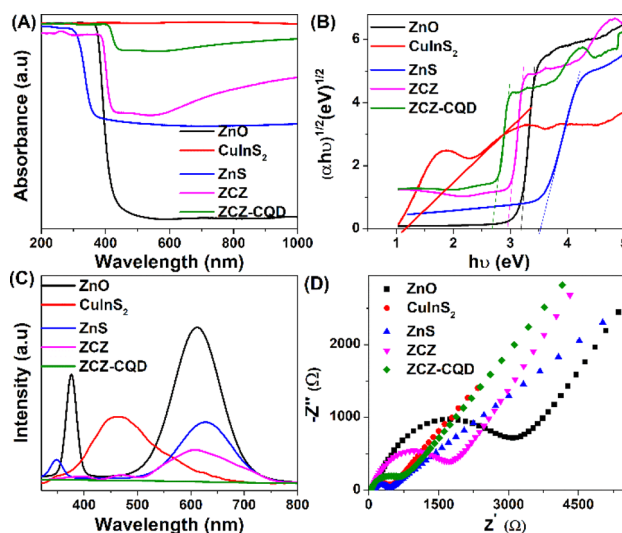 (A)
Absorbance (a.u)
ZnO
CuInS₂
ZnS
ZCZ
ZCZ-CQD
200 400 600 800 1000
Wavelength (nm)
(B)
(αhυ)^1/2(eV)^1/2
6
4
2
0
ZnO
CuInS₂
ZnS
ZCZ
ZCZ-CQD
1 2 3 4 5
hυ (eV)
(C)
Intensity (a.u)
ZnO
CuInS₂
ZnS
ZCZ
ZCZ-CQD
400 500 600 700 800
Wavelength (nm)
(D)
-Z'' (Ω)
2000
1000
0
ZnO
CuInS₂
ZnS
ZCZ
ZCZ-CQD
0 1500 3000 4500
Z' (Ω)